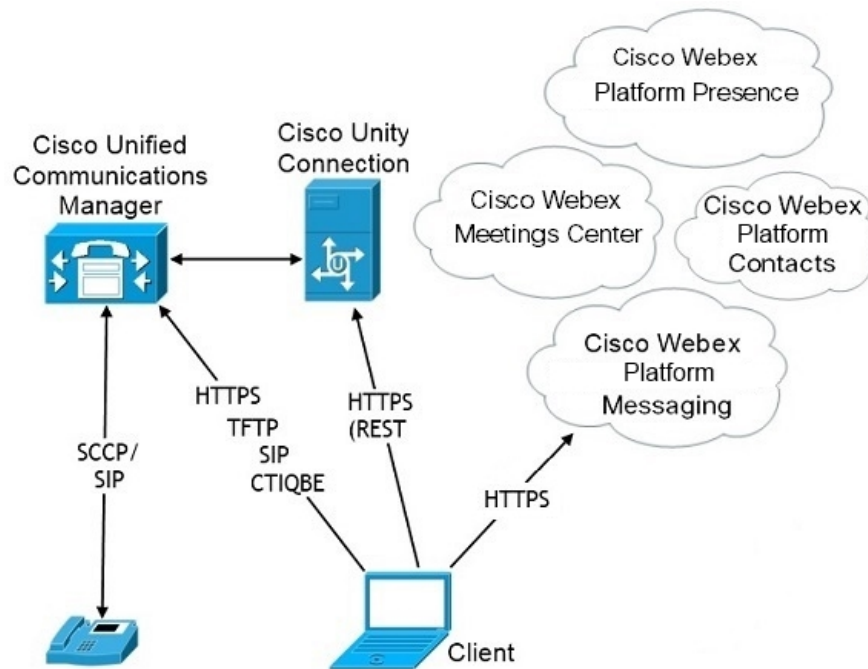 Cisco Webex
Platform Presence
Cisco Unity
Connection
Cisco Unified
Communications
Manager
Cisco Webex
Meetings Center
Cisco Webex
Platform
Contacts
U
Cisco Webex
Platform
Messaging
HTTPS
TFTP
SIP
CTIQBE
HTTPS
(REST
SCCP/
SIP
HTTPS
Client